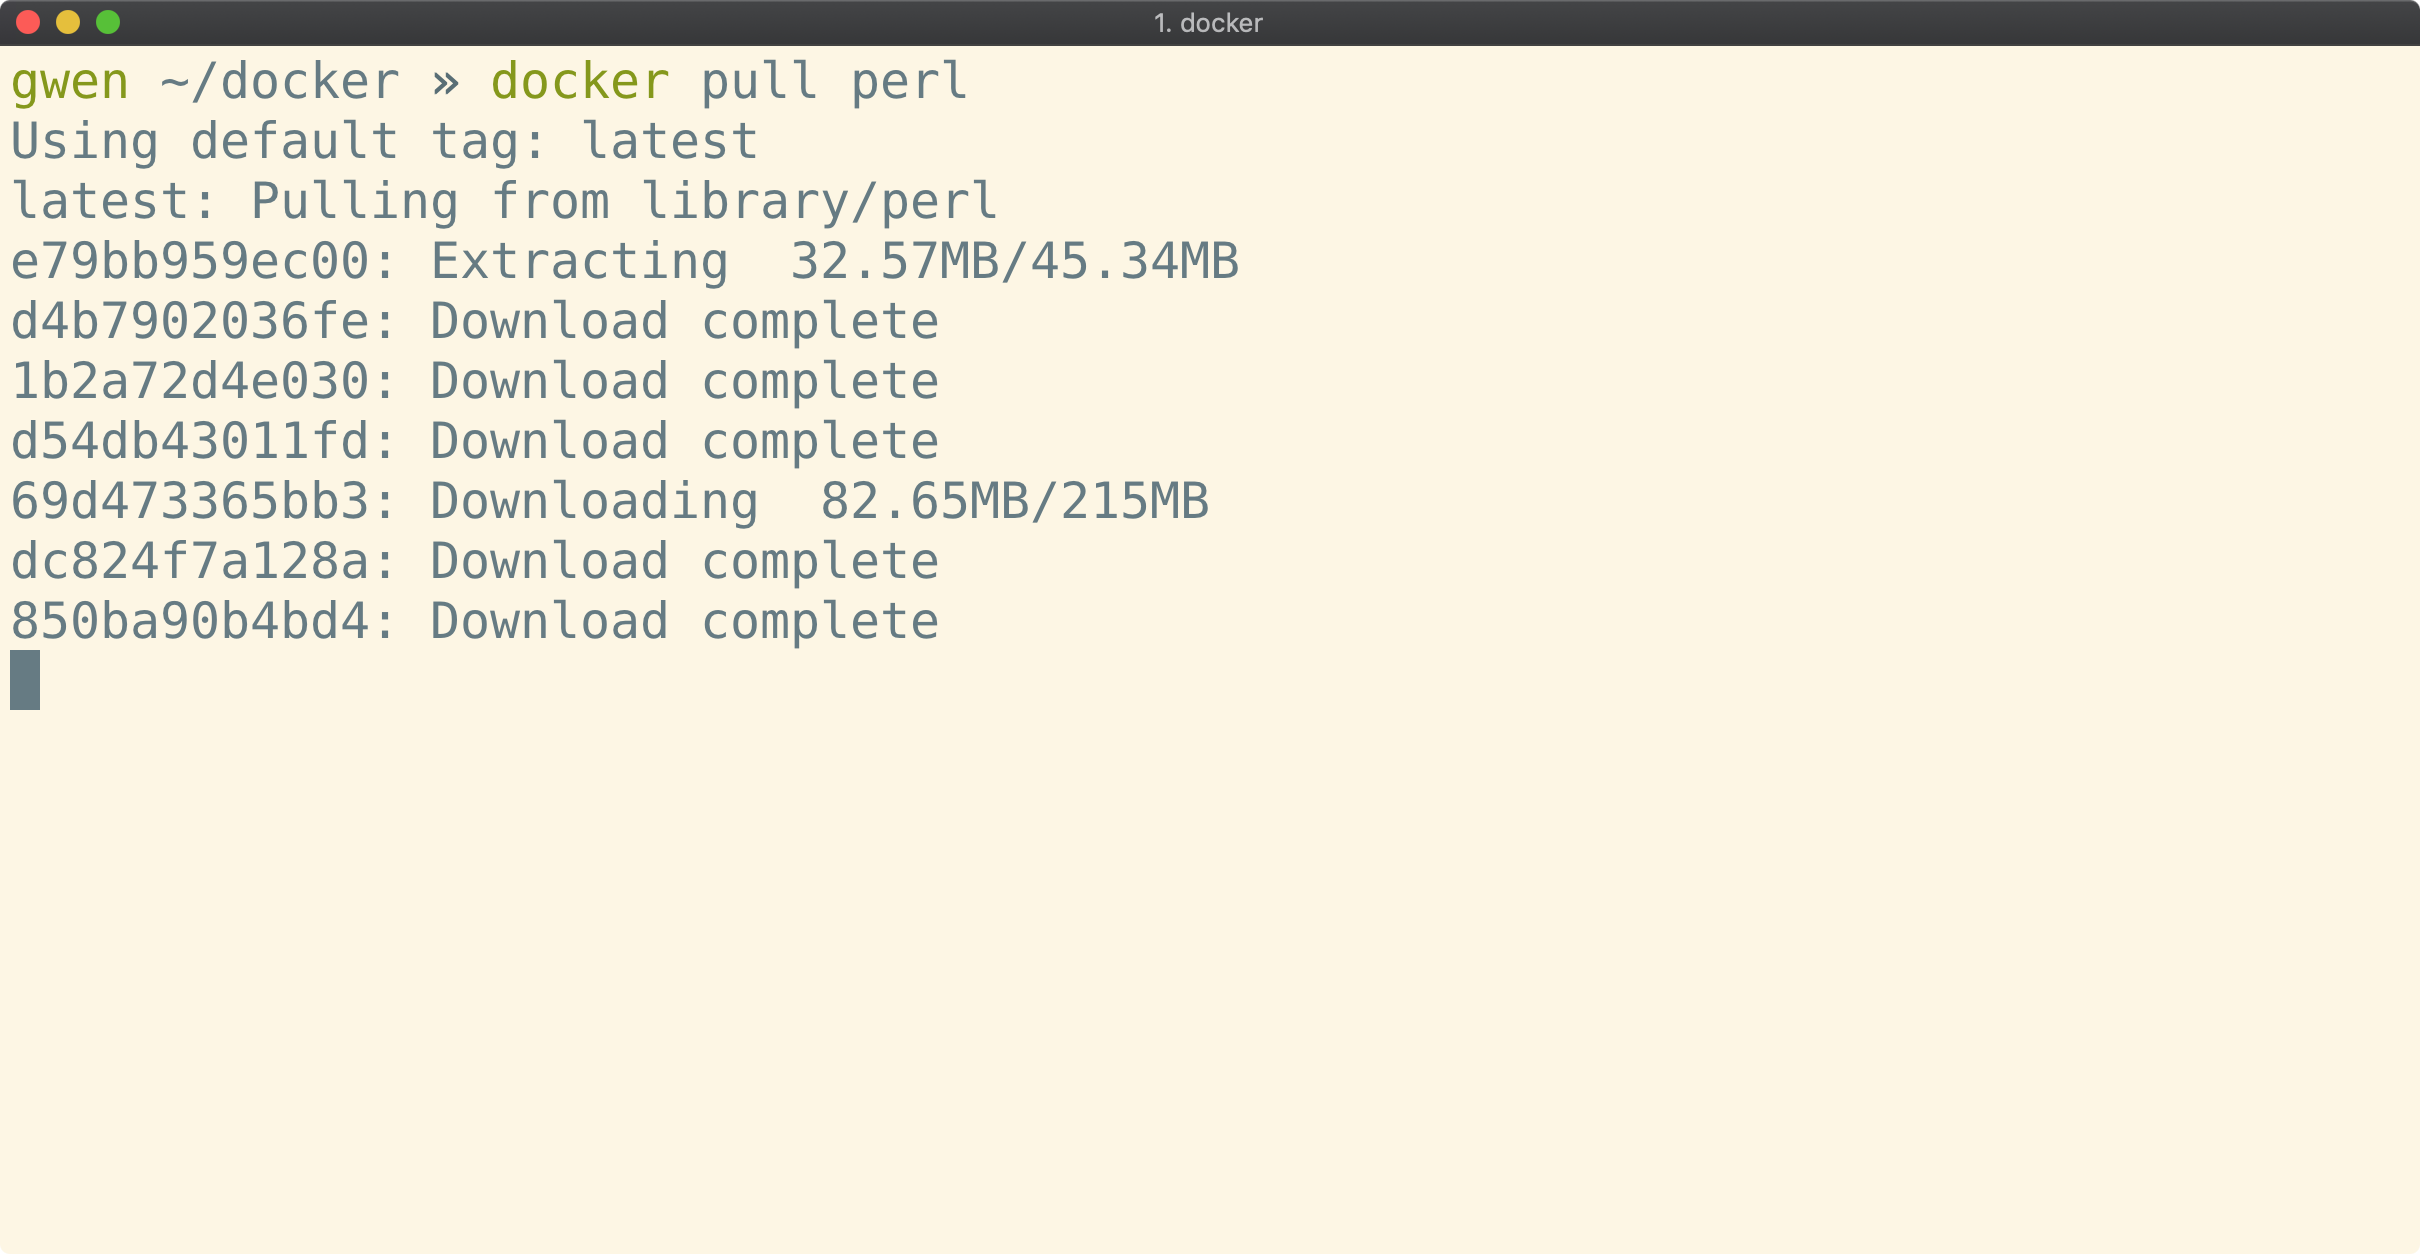 1. docker
gwen ~/docker » docker pull perl
Using default tag: latest
latest: Pulling from library/perl
e79bb959ec00: Extracting  32.57MB/45.34MB
d4b7902036fe: Download complete
1b2a72d4e030: Download complete
d54db43011fd: Download complete
69d473365bb3: Downloading  82.65MB/215MB
dc824f7a128a: Download complete
850ba90b4bd4: Download complete